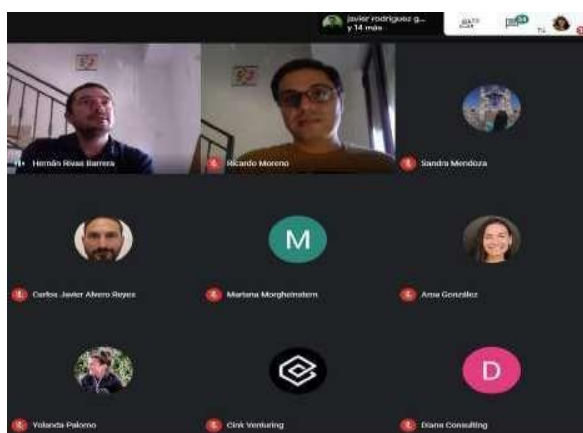 javier rodriguez g...
y 14 más
Hernán Rivas Barrera
Ricardo Moreno
Sandra Mendoza
Carlos Javier Alvero Reyes
M
Mariana Morgheinstern
Ana González
Yolanda Palomo
Cink Venturing
D
Diana Consulting